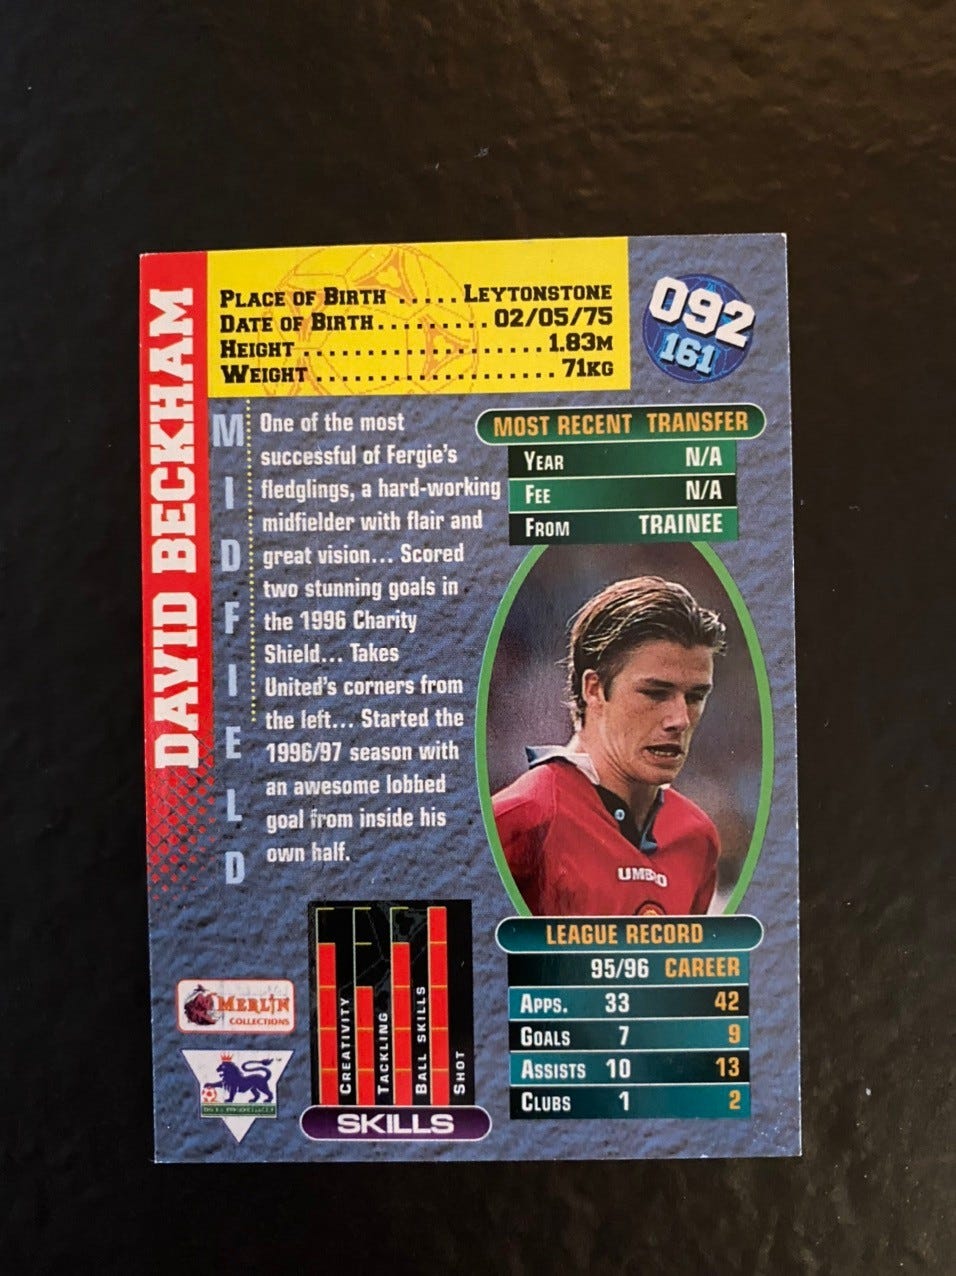 DAVID BECKHAM
PLACE OF BIRTH ..... LEYTONSTONE
DATE OF BIRTH ......... 02/05/75
HEIGHT ................... 1.83M
WEIGHT ................... 71KG
092
161
MIDFIELD
One of the most
successful of Fergie's
fledglings, a hard-working
midfielder with flair and
great vision... Scored
two stunning goals in
the 1996 Charity
Shield... Takes
United's corners from
the left... Started the
1996/97 season with
an awesome lobbed
goal from inside his
own half.
MOST RECENT TRANSFER
YEAR N/A
FEE N/A
FROM TRAINEE
UMBRO
LEAGUE RECORD
95/96 CAREER
APPS. 33 42
GOALS 7 9
ASSISTS 10 13
CLUBS 1 2
CREATIVITY
TACKLING
BALL SKILLS
SHOT
SKILLS
MERLIN
COLLECTIONS